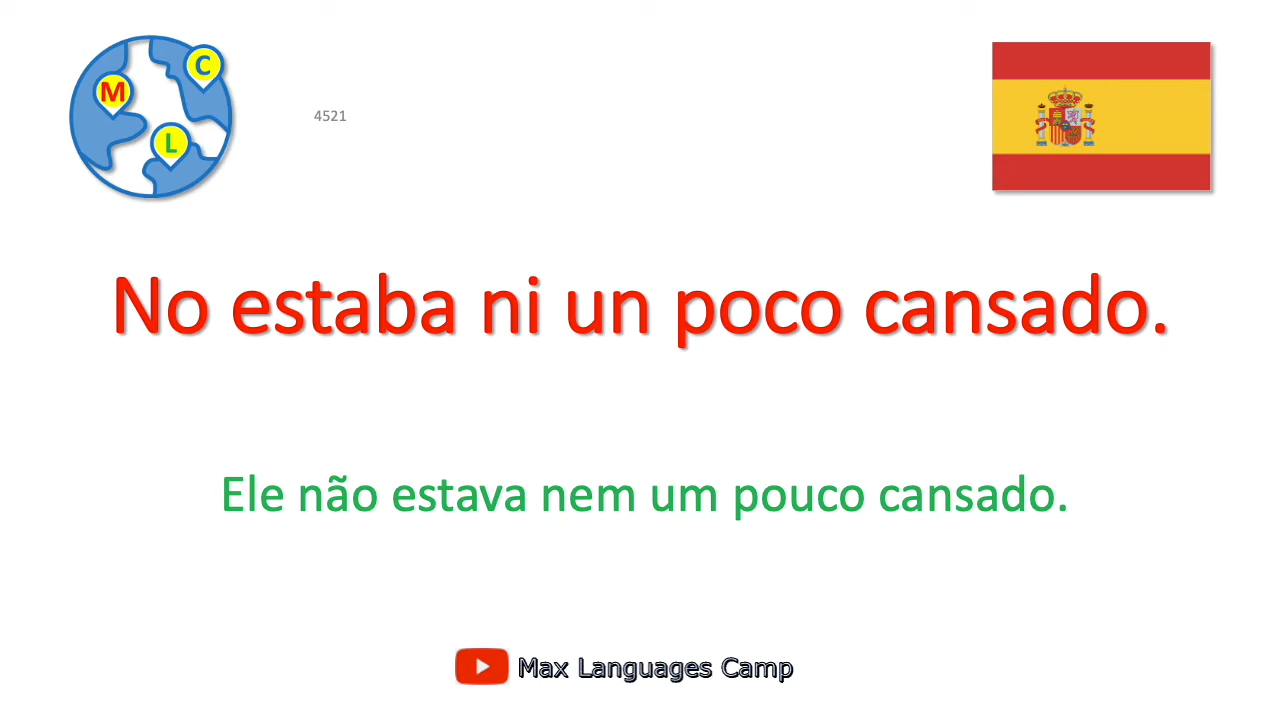 M
C
L
4521
No estaba ni un poco cansado.
Ele não estava nem um pouco cansado.
Max Languages Camp